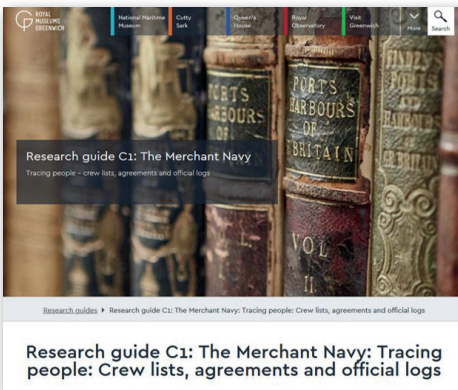 ROYAL
MUSEUMS
GREENWICH
National Maritime
Museum
Cutty
Sark
Queen's
House
Royal
Observatory
Visit
Greenwich
More
Search
PORTS
HARBOURS
OF
BRITAIN
VOL
II
Research guide C1: The Merchant Navy
Tracing people – crew lists, agreements and official logs
Research guides ▸ Research guide C1: The Merchant Navy: Tracing people: Crew lists, agreements and official logs
Research guide C1: The Merchant Navy: Tracing
people: Crew lists, agreements and official logs